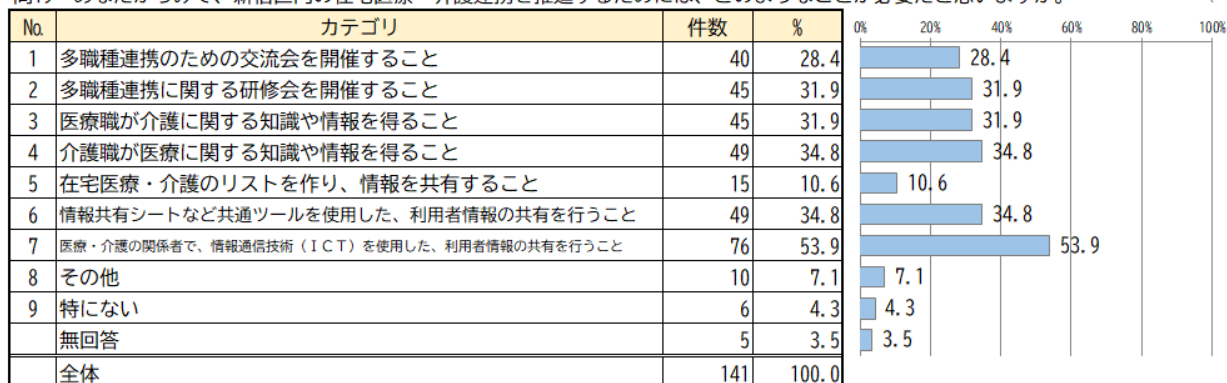 No. カテゴリ 件数 % 0% 20% 40% 60% 80% 100%
1 多職種連携のための交流会を開催すること 40 28.4 28.4
2 多職種連携に関する研修会を開催すること 45 31.9 31.9
3 医療職が介護に関する知識や情報を得ること 45 31.9 31.9
4 介護職が医療に関する知識や情報を得ること 49 34.8 34.8
5 在宅医療・介護のリストを作り、情報を共有すること 15 10.6 10.6
6 情報共有シートなど共通ツールを使用した、利用者情報の共有を行うこと 49 34.8 34.8
7 医療・介護の関係者で、情報通信技術（ＩＣＴ）を使用した、利用者情報の共有を行うこと 76 53.9 53.9
8 その他 10 7.1 7.1
9 特にない 6 4.3 4.3
無回答 5 3.5 3.5
全体 141 100.0